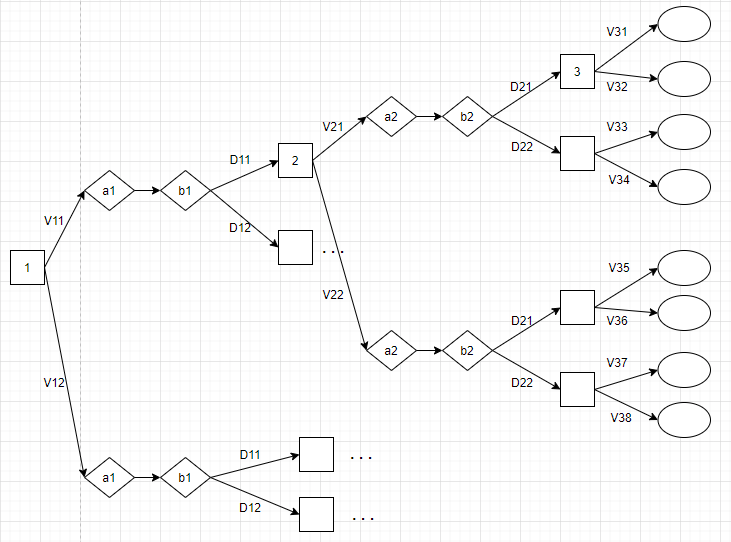 V31
3
D21
V32
a2
b2
V21
V33
D22
V34
D11
2
a1
b1
V11
D12
. . .
1
V35
V22
D21
V36
a2
b2
V37
D22
V12
V38
D11
. . .
a1
b1
D12
. . .